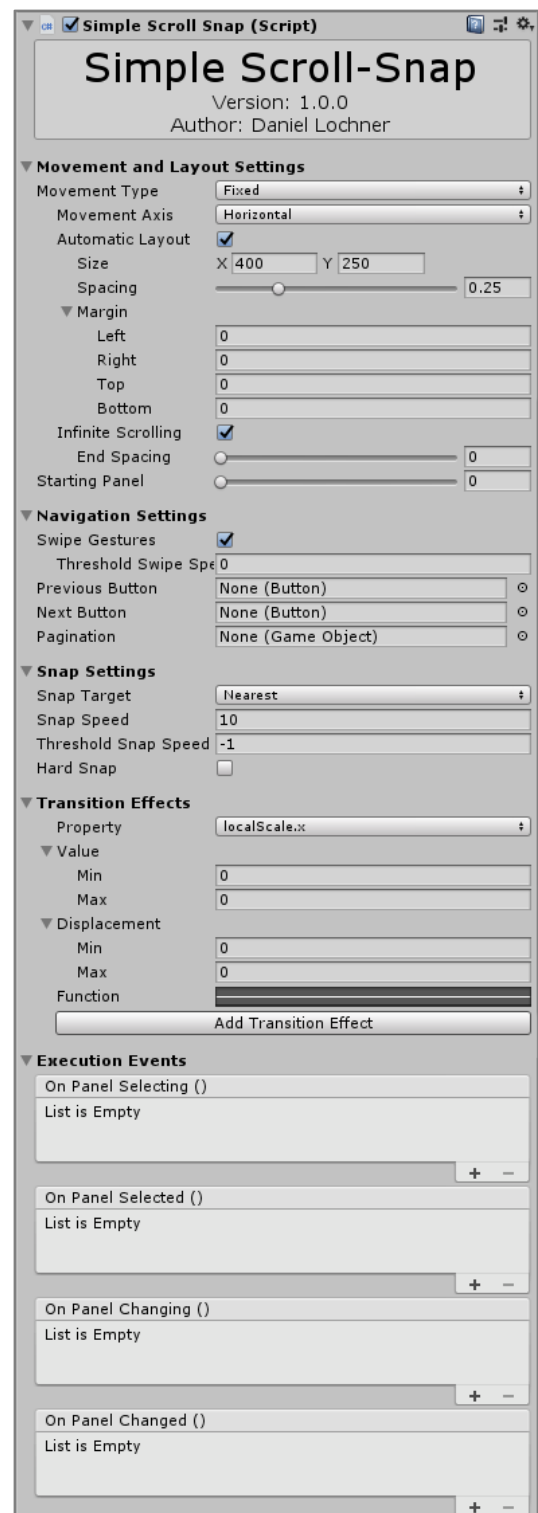 Simple Scroll Snap (Script)
Simple Scroll-Snap
Version: 1.0.0
Author: Daniel Lochner
Movement and Layout Settings
Movement Type Fixed
Movement Axis Horizontal
Automatic Layout
Size X 400 Y 250
Spacing 0.25
Margin
Left 0
Right 0
Top 0
Bottom 0
Infinite Scrolling
End Spacing 0
Starting Panel 0
Navigation Settings
Swipe Gestures
Threshold Swipe Spe 0
Previous Button None (Button)
Next Button None (Button)
Pagination None (Game Object)
Snap Settings
Snap Target Nearest
Snap Speed 10
Threshold Snap Speed -1
Hard Snap
Transition Effects
Property localScale.x
Value
Min 0
Max 0
Displacement
Min 0
Max 0
Function
Add Transition Effect
Execution Events
On Panel Selecting ()
List is Empty
+ −
On Panel Selected ()
List is Empty
+ −
On Panel Changing ()
List is Empty
+ −
On Panel Changed ()
List is Empty
+ −